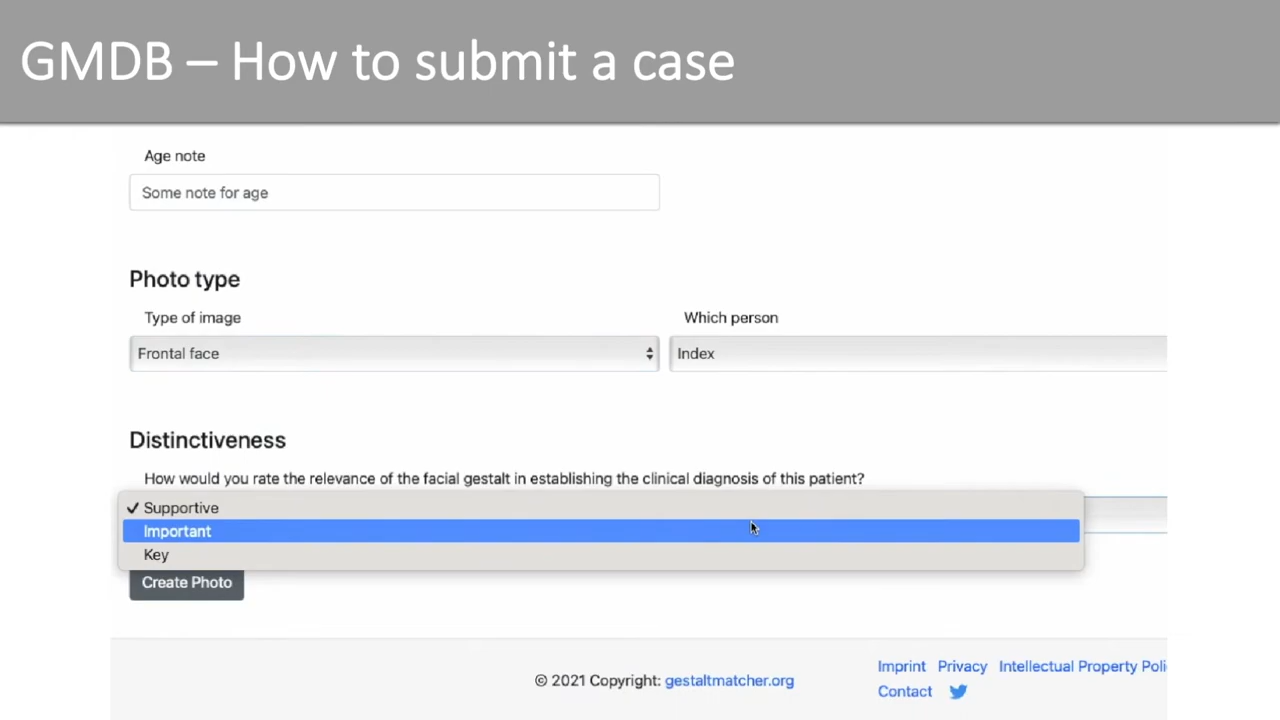 GMDB – How to submit a case
Age note
Some note for age
Photo type
Type of image
Which person
Frontal face
Index
Distinctiveness
How would you rate the relevance of the facial gestalt in establishing the clinical diagnosis of this patient?
✓ Supportive
Important
Key
Create Photo
Imprint Privacy Intellectual Property Poli
© 2021 Copyright: gestaltmatcher.org
Contact